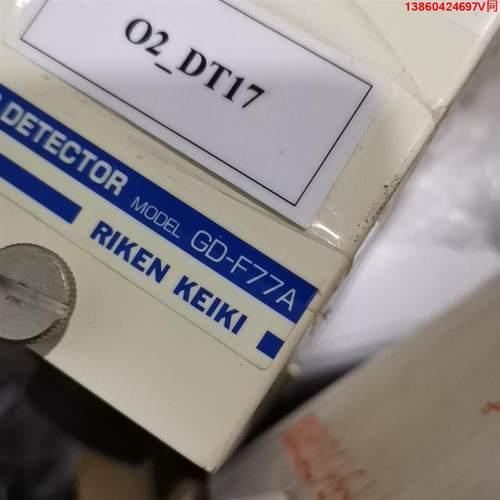 13860424697V同
O2_DT17
DETECTOR MODEL GD-F77A
RIKEN KEIKI